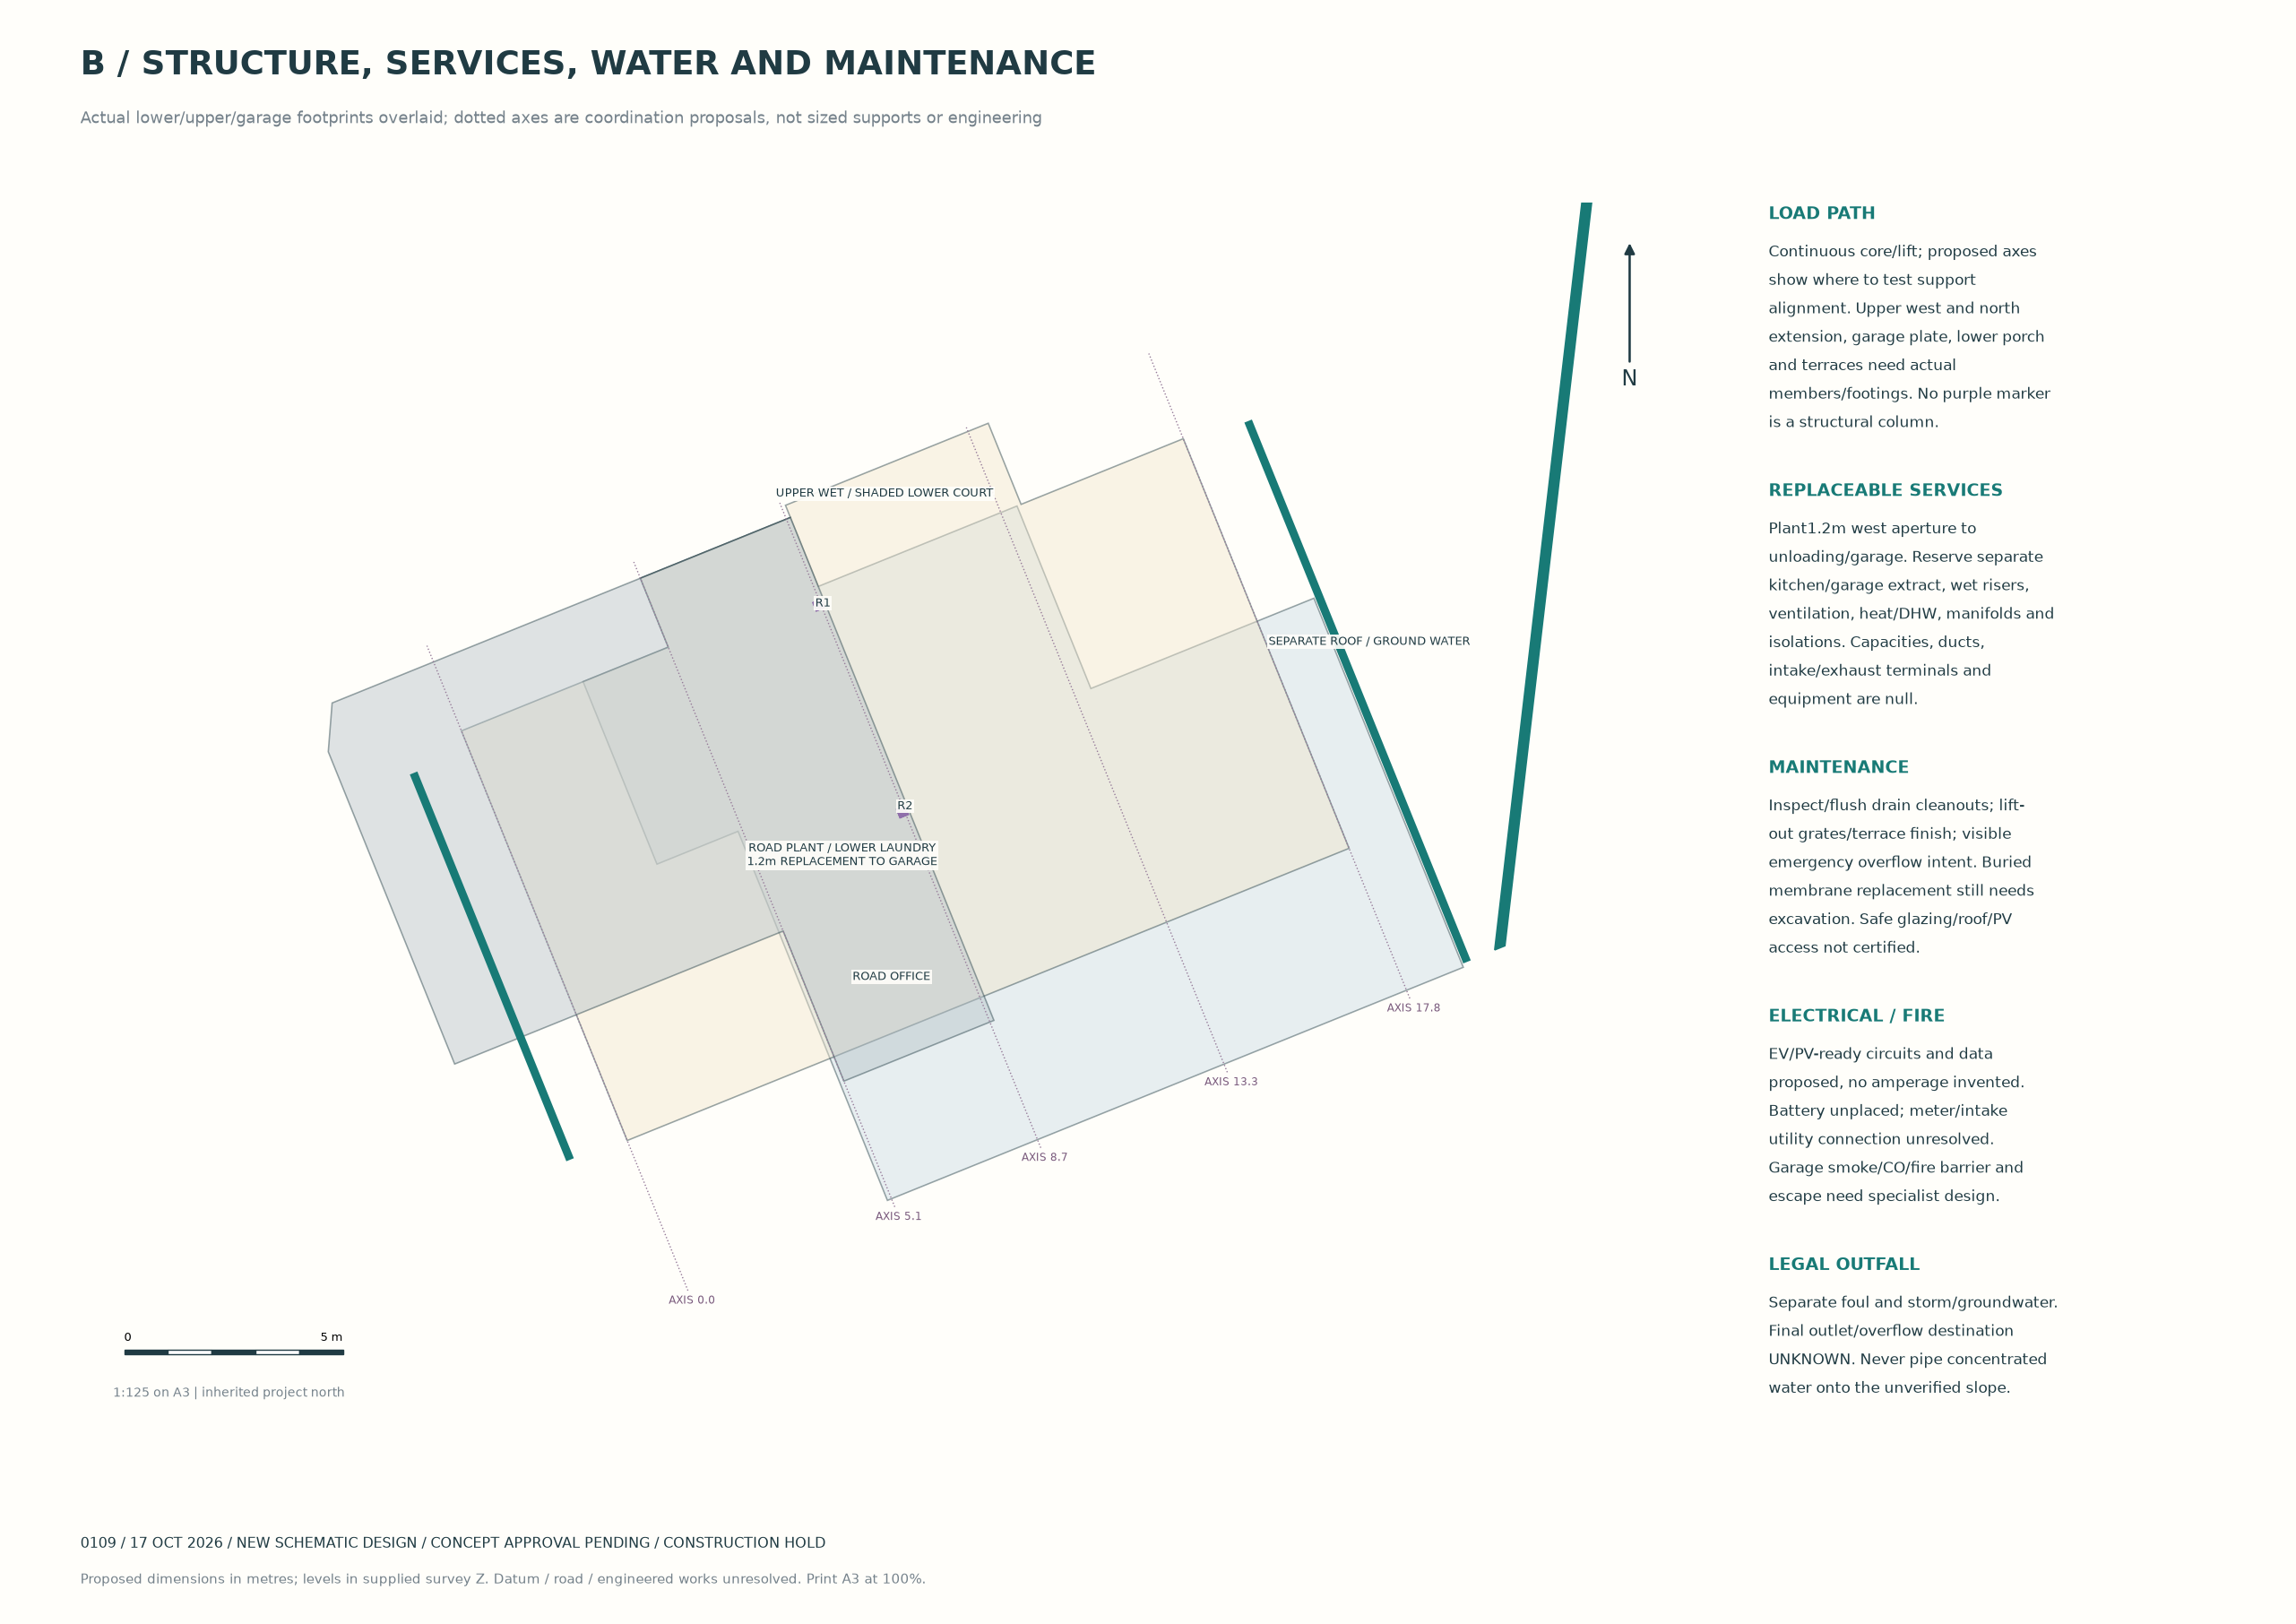 B / STRUCTURE, SERVICES, WATER AND MAINTENANCE
Actual lower/upper/garage footprints overlaid; dotted axes are coordination proposals, not sized supports or engineering
UPPER WET / SHADED LOWER COURT
R1
SEPARATE ROOF / GROUND WATER
R2
ROAD PLANT / LOWER LAUNDRY
1.2m REPLACEMENT TO GARAGE
ROAD OFFICE
AXIS 17.8
AXIS 13.3
AXIS 8.7
AXIS 5.1
AXIS 0.0
N
0
5 m
1:125 on A3 | inherited project north
LOAD PATH
Continuous core/lift; proposed axes
show where to test support
alignment. Upper west and north
extension, garage plate, lower porch
and terraces need actual
members/footings. No purple marker
is a structural column.
REPLACEABLE SERVICES
Plant1.2m west aperture to
unloading/garage. Reserve separate
kitchen/garage extract, wet risers,
ventilation, heat/DHW, manifolds and
isolations. Capacities, ducts,
intake/exhaust terminals and
equipment are null.
MAINTENANCE
Inspect/flush drain cleanouts; lift-
out grates/terrace finish; visible
emergency overflow intent. Buried
membrane replacement still needs
excavation. Safe glazing/roof/PV
access not certified.
ELECTRICAL / FIRE
EV/PV-ready circuits and data
proposed, no amperage invented.
Battery unplaced; meter/intake
utility connection unresolved.
Garage smoke/CO/fire barrier and
escape need specialist design.
LEGAL OUTFALL
Separate foul and storm/groundwater.
Final outlet/overflow destination
UNKNOWN. Never pipe concentrated
water onto the unverified slope.
0109 / 17 OCT 2026 / NEW SCHEMATIC DESIGN / CONCEPT APPROVAL PENDING / CONSTRUCTION HOLD
Proposed dimensions in metres; levels in supplied survey Z. Datum / road / engineered works unresolved. Print A3 at 100%.